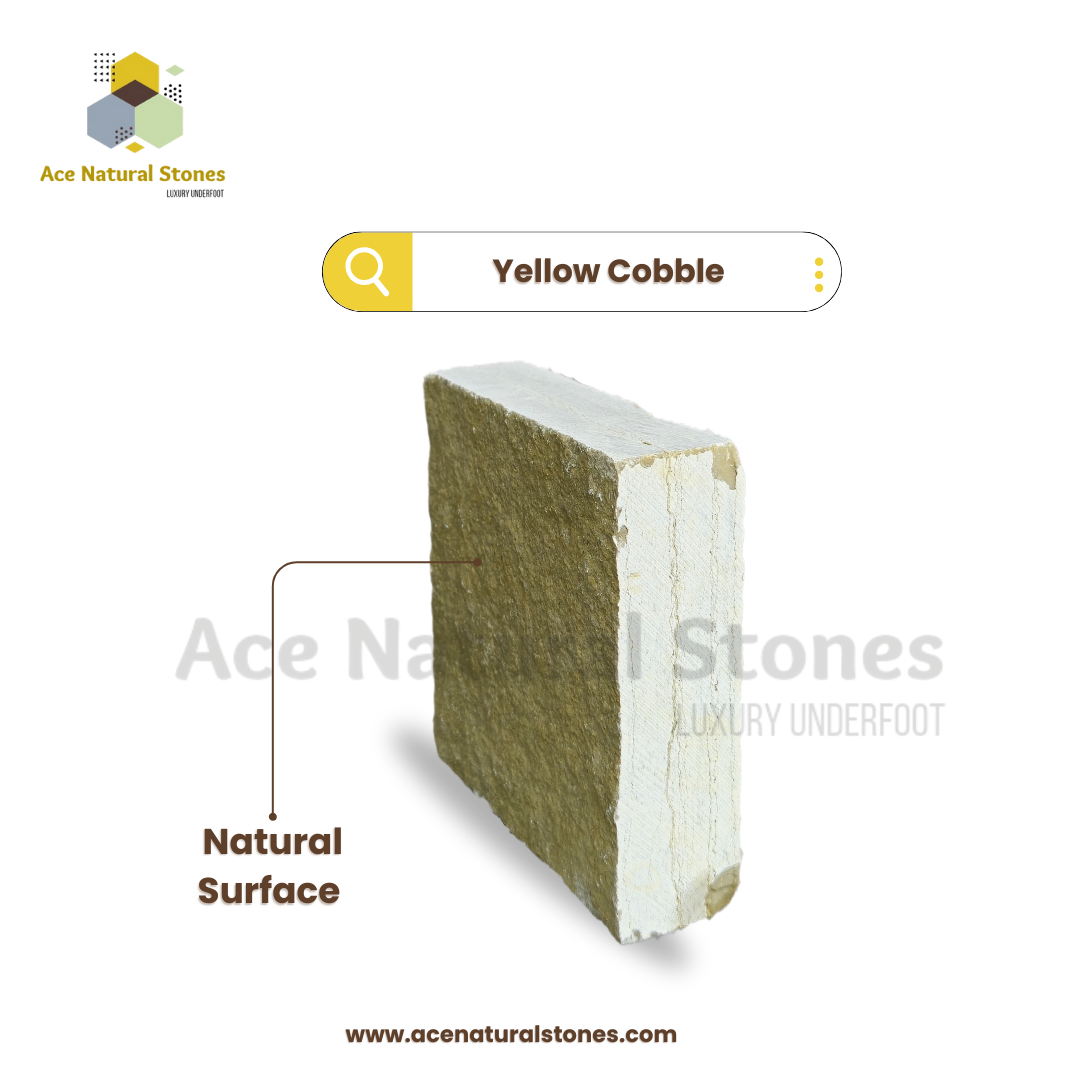 Ace Natural Stones
LUXURY UNDERFOOT
Yellow Cobble
Ace Natural Stones
LUXURY UNDERFOOT
Natural
Surface
www.acenaturalstones.com